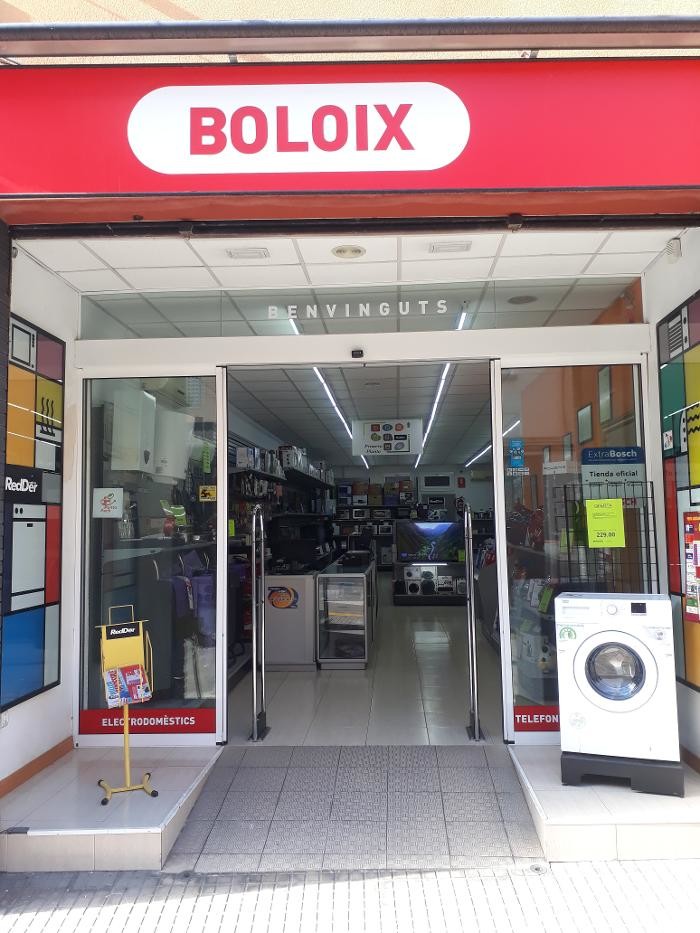 BOLOIX
BENVINGUTS
RedDer
ExtraBosch
Tienda oficial
229,00
RedDer
ELECTRODOMÈSTICS
TELEFON